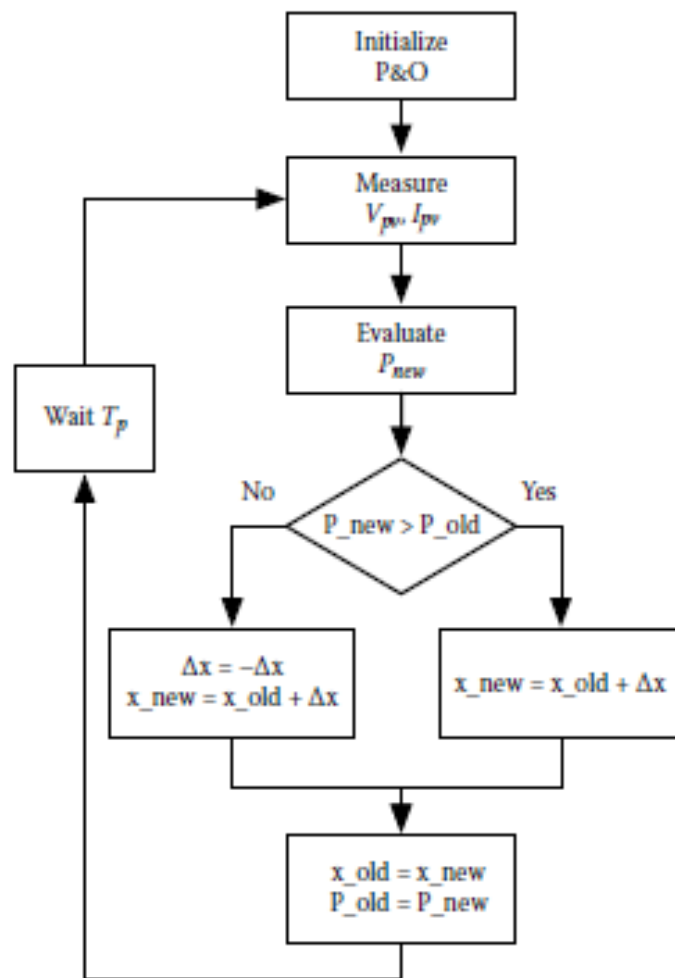 Initialize
P&O
Measure
V_pv, I_pv
Evaluate
P_new
Wait T_p
No
Yes
P_new > P_old
Δx = −Δx
x_new = x_old + Δx
x_new = x_old + Δx
x_old = x_new
P_old = P_new